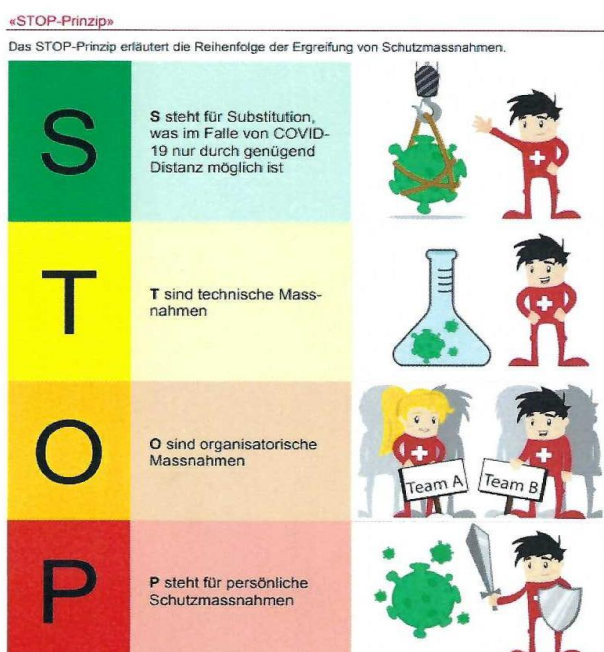 «STOP-Prinzip»
Das STOP-Prinzip erläutert die Reihenfolge der Ergreifung von Schutzmassnahmen.
S
S steht für Substitution,
was im Falle von COVID-
19 nur durch genügend
Distanz möglich ist
T
T sind technische Mass-
nahmen
O
O sind organisatorische
Massnahmen
Team A
Team B
P
P steht für persönliche
Schutzmassnahmen